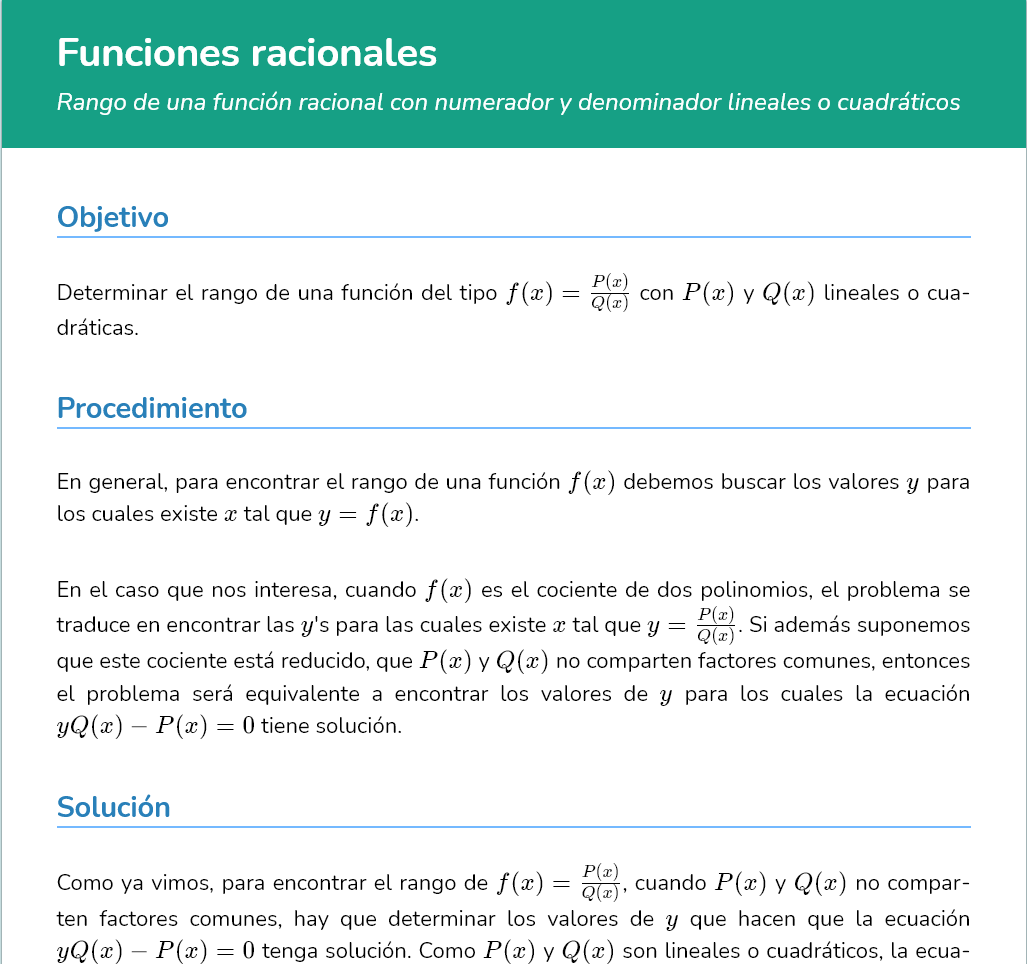 Funciones racionales
Rango de una función racional con numerador y denominador lineales o cuadráticos
Objetivo
Determinar el rango de una función del tipo f(x) = P(x)/Q(x) con P(x) y Q(x) lineales o cua-
dráticas.
Procedimiento
En general, para encontrar el rango de una función f(x) debemos buscar los valores y para
los cuales existe x tal que y = f(x).
En el caso que nos interesa, cuando f(x) es el cociente de dos polinomios, el problema se
traduce en encontrar las y's para las cuales existe x tal que y = P(x)/Q(x). Si además suponemos
que este cociente está reducido, que P(x) y Q(x) no comparten factores comunes, entonces
el problema será equivalente a encontrar los valores de y para los cuales la ecuación
yQ(x) − P(x) = 0 tiene solución.
Solución
Como ya vimos, para encontrar el rango de f(x) = P(x)/Q(x), cuando P(x) y Q(x) no compar-
ten factores comunes, hay que determinar los valores de y que hacen que la ecuación
yQ(x) − P(x) = 0 tenga solución. Como P(x) y Q(x) son lineales o cuadráticos, la ecua-